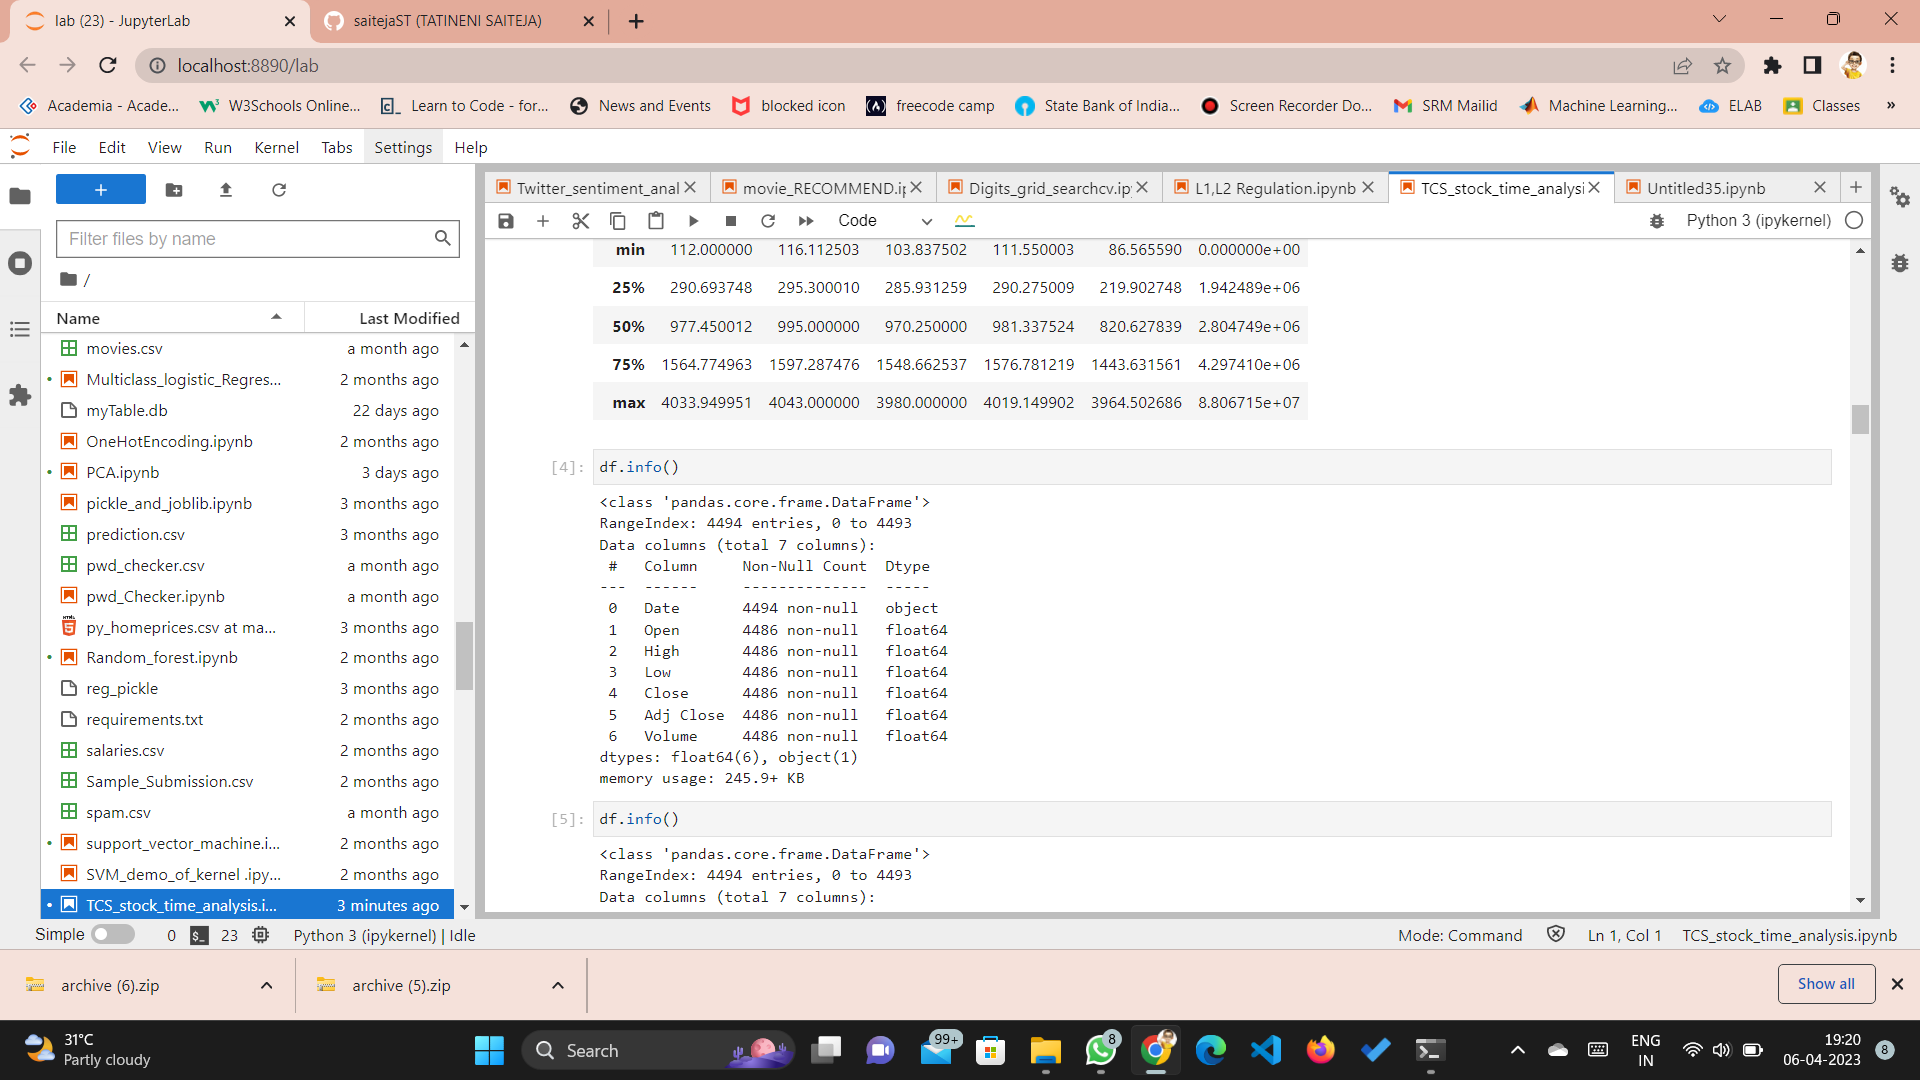 lab (23) - JupyterLab
saitejaST (TATINENI SAITEJA)
localhost:8890/lab
Academia - Acade...
W3Schools Online...
Learn to Code - for...
News and Events
blocked icon
freecode camp
State Bank of India...
Screen Recorder Do...
SRM Mailid
Machine Learning...
ELAB
Classes
»
File Edit View Run Kernel Tabs Settings Help
Filter files by name
/
Name Last Modified
movies.csv a month ago
Multiclass_logistic_Regres... 2 months ago
myTable.db 22 days ago
OneHotEncoding.ipynb 2 months ago
PCA.ipynb 3 days ago
pickle_and_joblib.ipynb 3 months ago
prediction.csv 3 months ago
pwd_checker.csv a month ago
pwd_Checker.ipynb a month ago
py_homeprices.csv at ma... 3 months ago
Random_forest.ipynb 2 months ago
reg_pickle 3 months ago
requirements.txt 2 months ago
salaries.csv 2 months ago
Sample_Submission.csv 2 months ago
spam.csv a month ago
support_vector_machine.i... 2 months ago
SVM_demo_of_kernel .ipy... 2 months ago
TCS_stock_time_analysis.i... 3 minutes ago
Twitter_sentiment_anal
movie_RECOMMEND.i
Digits_grid_searchcv.ip
L1,L2 Regulation.ipynb
TCS_stock_time_analysi
Untitled35.ipynb
Code
Python 3 (ipykernel)
min 112.000000 116.112503 103.837502 111.550003 86.565590 0.000000e+00
25% 290.693748 295.300010 285.931259 290.275009 219.902748 1.942489e+06
50% 977.450012 995.000000 970.250000 981.337524 820.627839 2.804749e+06
75% 1564.774963 1597.287476 1548.662537 1576.781219 1443.631561 4.297410e+06
max 4033.949951 4043.000000 3980.000000 4019.149902 3964.502686 8.806715e+07
[4]: df.info()
<class 'pandas.core.frame.DataFrame'>
RangeIndex: 4494 entries, 0 to 4493
Data columns (total 7 columns):
# Column Non-Null Count Dtype
--- ------ -------------- -----
0 Date 4494 non-null object
1 Open 4486 non-null float64
2 High 4486 non-null float64
3 Low 4486 non-null float64
4 Close 4486 non-null float64
5 Adj Close 4486 non-null float64
6 Volume 4486 non-null float64
dtypes: float64(6), object(1)
memory usage: 245.9+ KB
[5]: df.info()
<class 'pandas.core.frame.DataFrame'>
RangeIndex: 4494 entries, 0 to 4493
Data columns (total 7 columns):
Simple 0 23 Python 3 (ipykernel) | Idle
Mode: Command Ln 1, Col 1 TCS_stock_time_analysis.ipynb
archive (6).zip
archive (5).zip
Show all
31°C
Partly cloudy
Search
99+
8
ENG
IN
19:20
06-04-2023
8